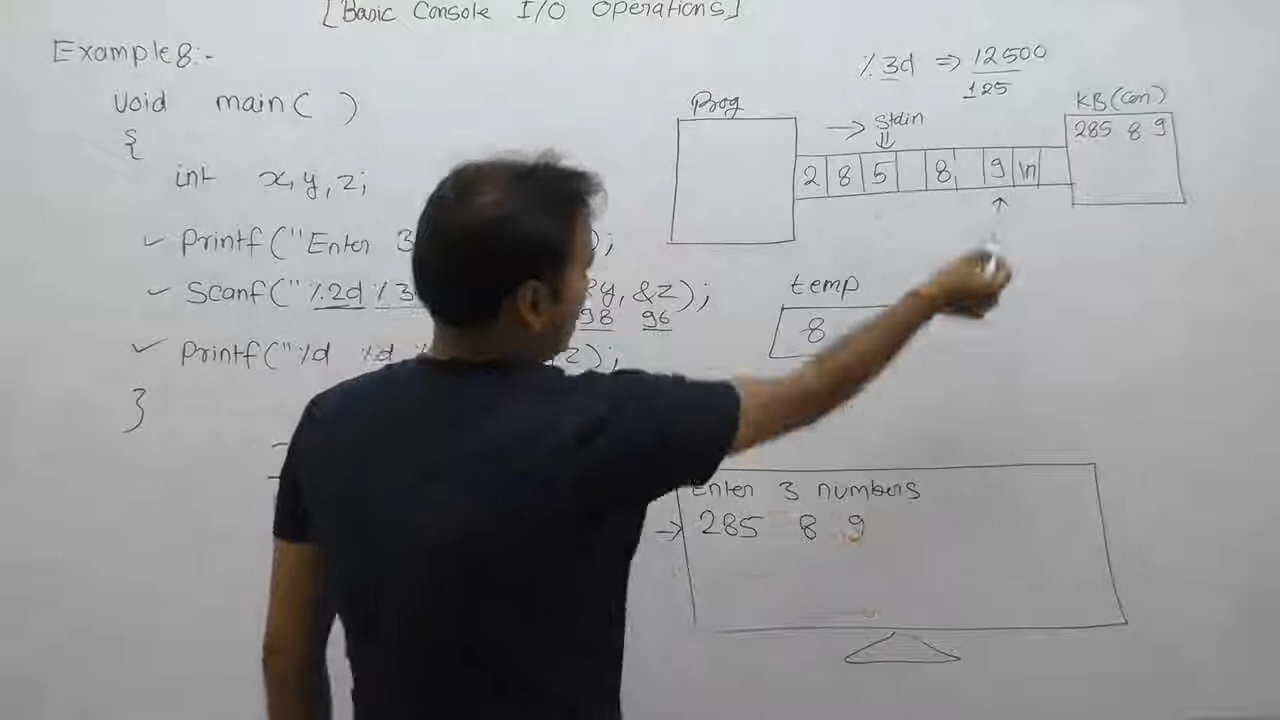 [Basic Console I/O Operations]
Example 8:-
void main( )
{
int x, y, z;
✓ Printf("Enter 3 );
✓ Scanf("%2d %3 &y, &z);
98 96
✓ Printf("%d %d z);
}
%3d ⇒ 12500
125
Prog
→ Stdin
⇓
KB(Con)
285 8 9
2 8 5 8 9 \n
↑
temp
8
Enter 3 numbers
→ 285 8 9